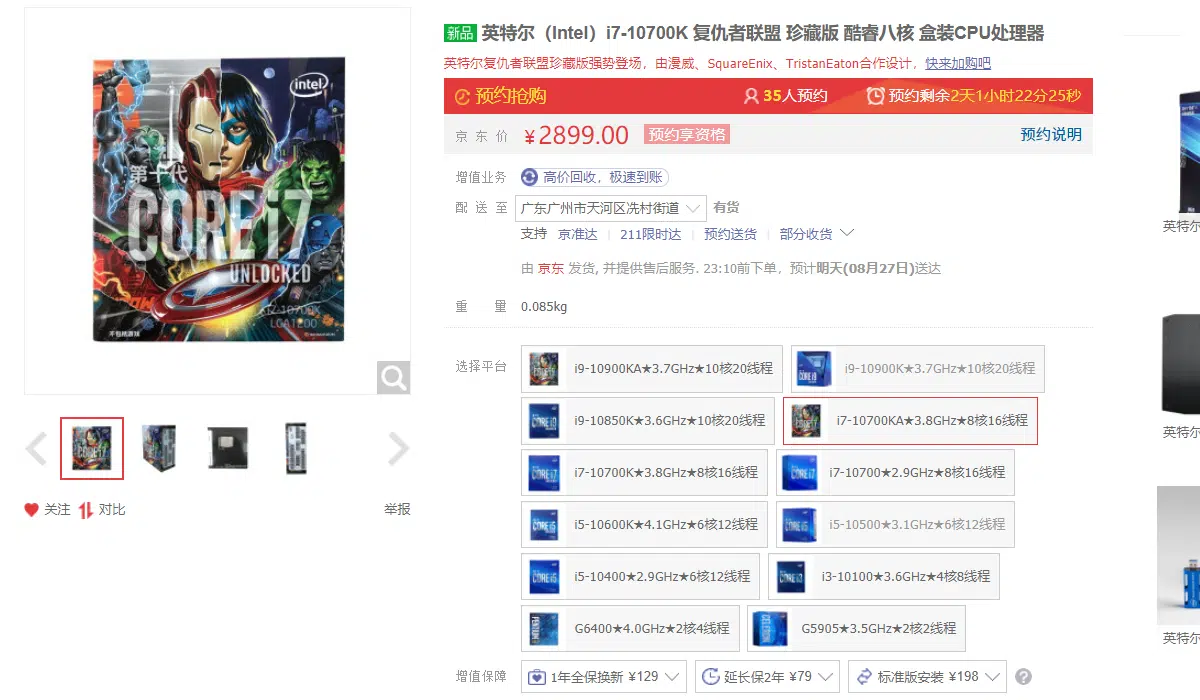 新品 英特尔（Intel）i7-10700K 复仇者联盟 珍藏版 酷睿八核 盒装CPU处理器
英特尔复仇者联盟珍藏版强势登场，由漫威、SquareEnix、TristanEaton合作设计，快来加购吧
预约抢购 35人预约 预约剩余2天1小时22分25秒
京东价 ¥2899.00 预约享资格 预约说明
增值业务 高价回收，极速到账
配送至 广东广州市天河区冼村街道 有货
支持 京准达 211限时达 预约送货 部分收货
由 京东 发货, 并提供售后服务. 23:10前下单，预计明天(08月27日)送达
重量 0.085kg
选择平台 i9-10900KA★3.7GHz★10核20线程 i9-10900K★3.7GHz★10核20线程
i9-10850K★3.6GHz★10核20线程 i7-10700KA★3.8GHz★8核16线程
i7-10700K★3.8GHz★8核16线程 i7-10700★2.9GHz★8核16线程
i5-10600K★4.1GHz★6核12线程 i5-10500★3.1GHz★6核12线程
i5-10400★2.9GHz★6核12线程 i3-10100★3.6GHz★4核8线程
G6400★4.0GHz★2核4线程 G5905★3.5GHz★2核2线程
增值保障 1年全保换新 ¥129 延长保2年 ¥79 标准版安装 ¥198 ?
intel
第十代
CORE i7
UNLOCKED
i7-10700K
LGA1200
关注 对比 举报
英特尔
英特尔
英特尔